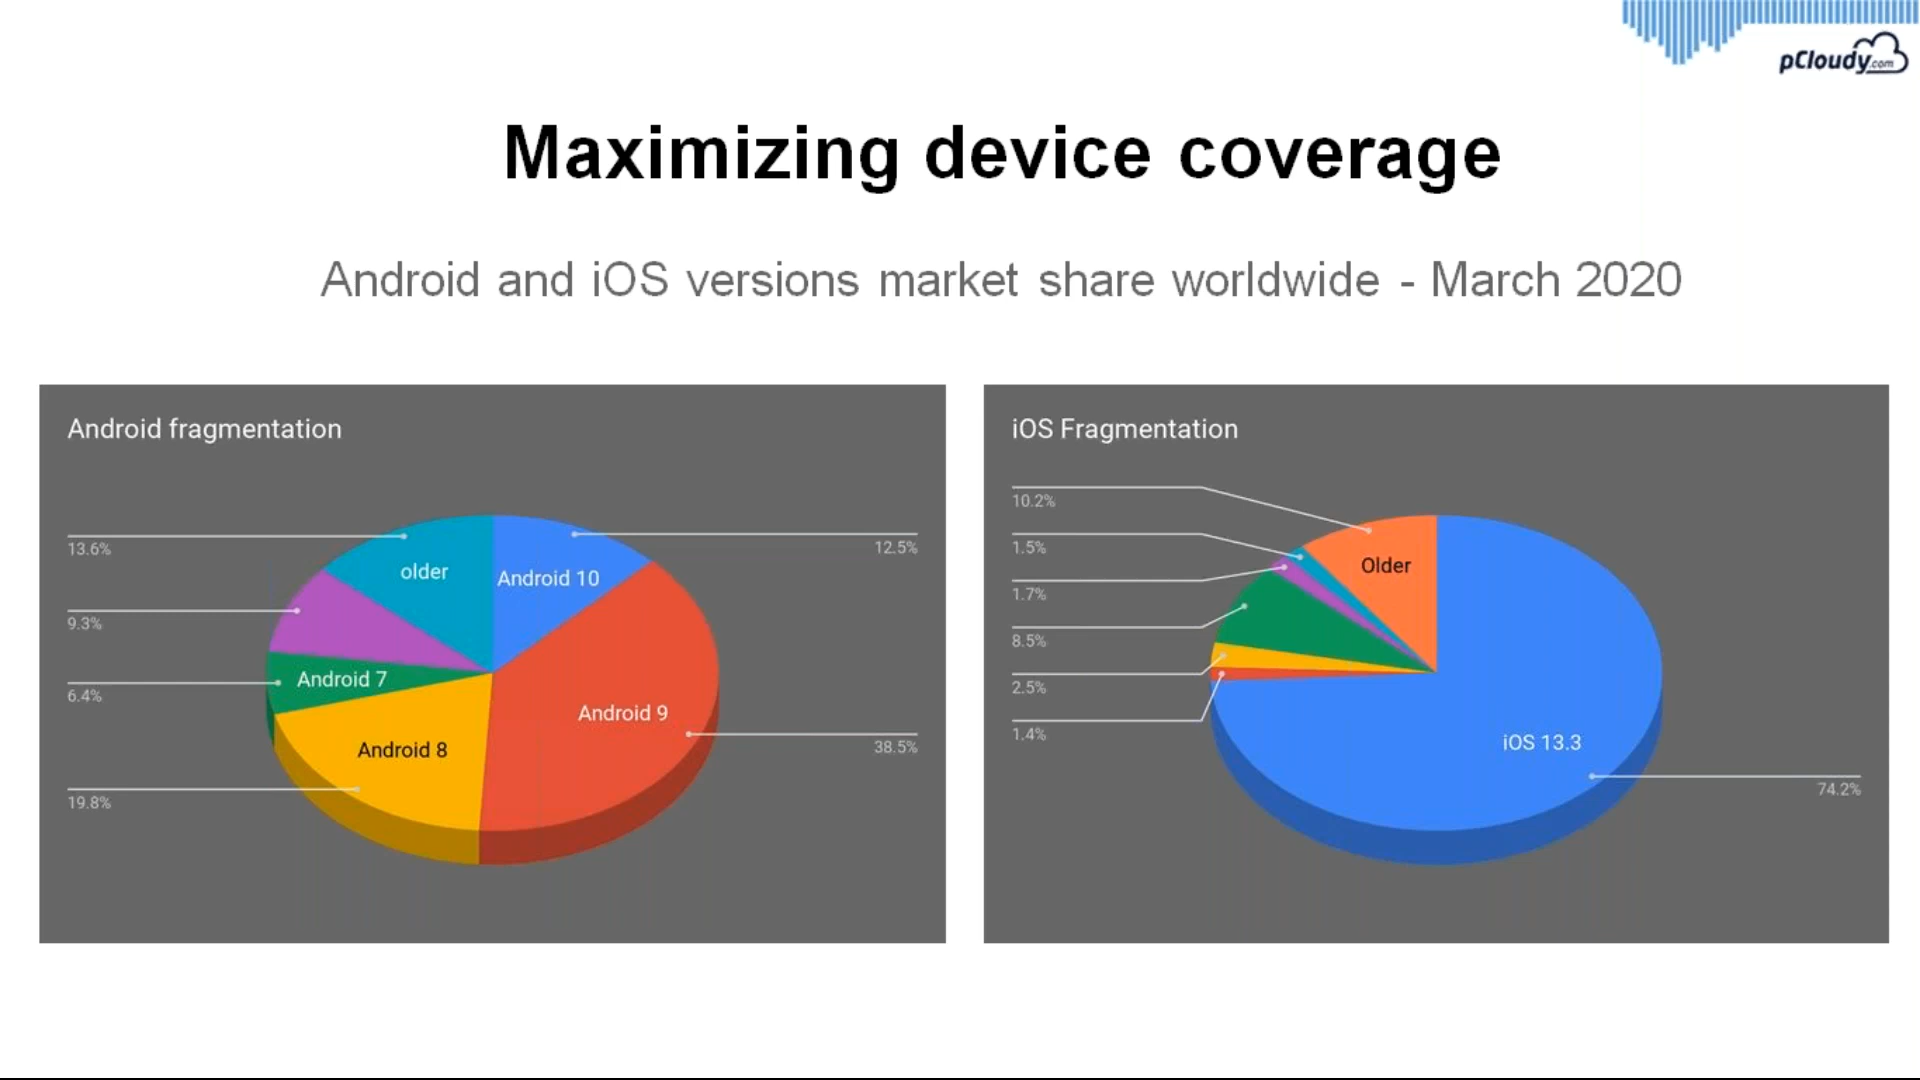 pCloudy.com
Maximizing device coverage
Android and iOS versions market share worldwide - March 2020
Android fragmentation
13.6%
9.3%
6.4%
19.8%
older
Android 10
Android 7
Android 9
Android 8
12.5%
38.5%
iOS Fragmentation
10.2%
1.5%
1.7%
8.5%
2.5%
1.4%
Older
iOS 13.3
74.2%